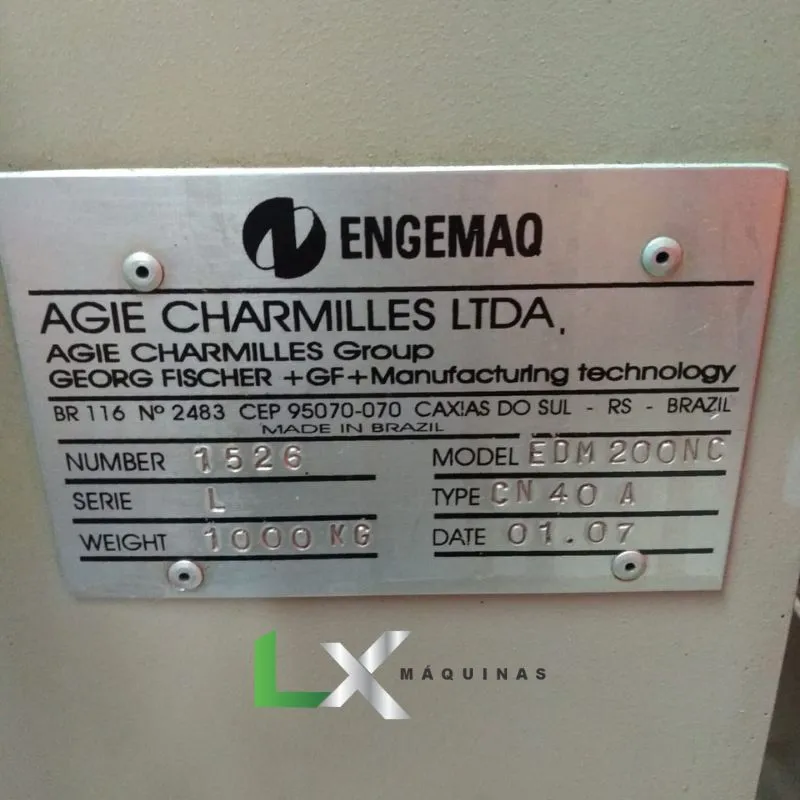 ENGEMAQ
AGIE CHARMILLES LTDA.
AGIE CHARMILLES Group
GEORG FISCHER +GF+Manufacturing technology
BR 116 Nº 2483 CEP 95070-070 CAXIAS DO SUL - RS - BRAZIL
MADE IN BRAZIL
NUMBER 1526 MODEL EDM 200NC
SERIE L TYPE CN 40 A
WEIGHT 1000 KG DATE 01.07
LX MÁQUINAS